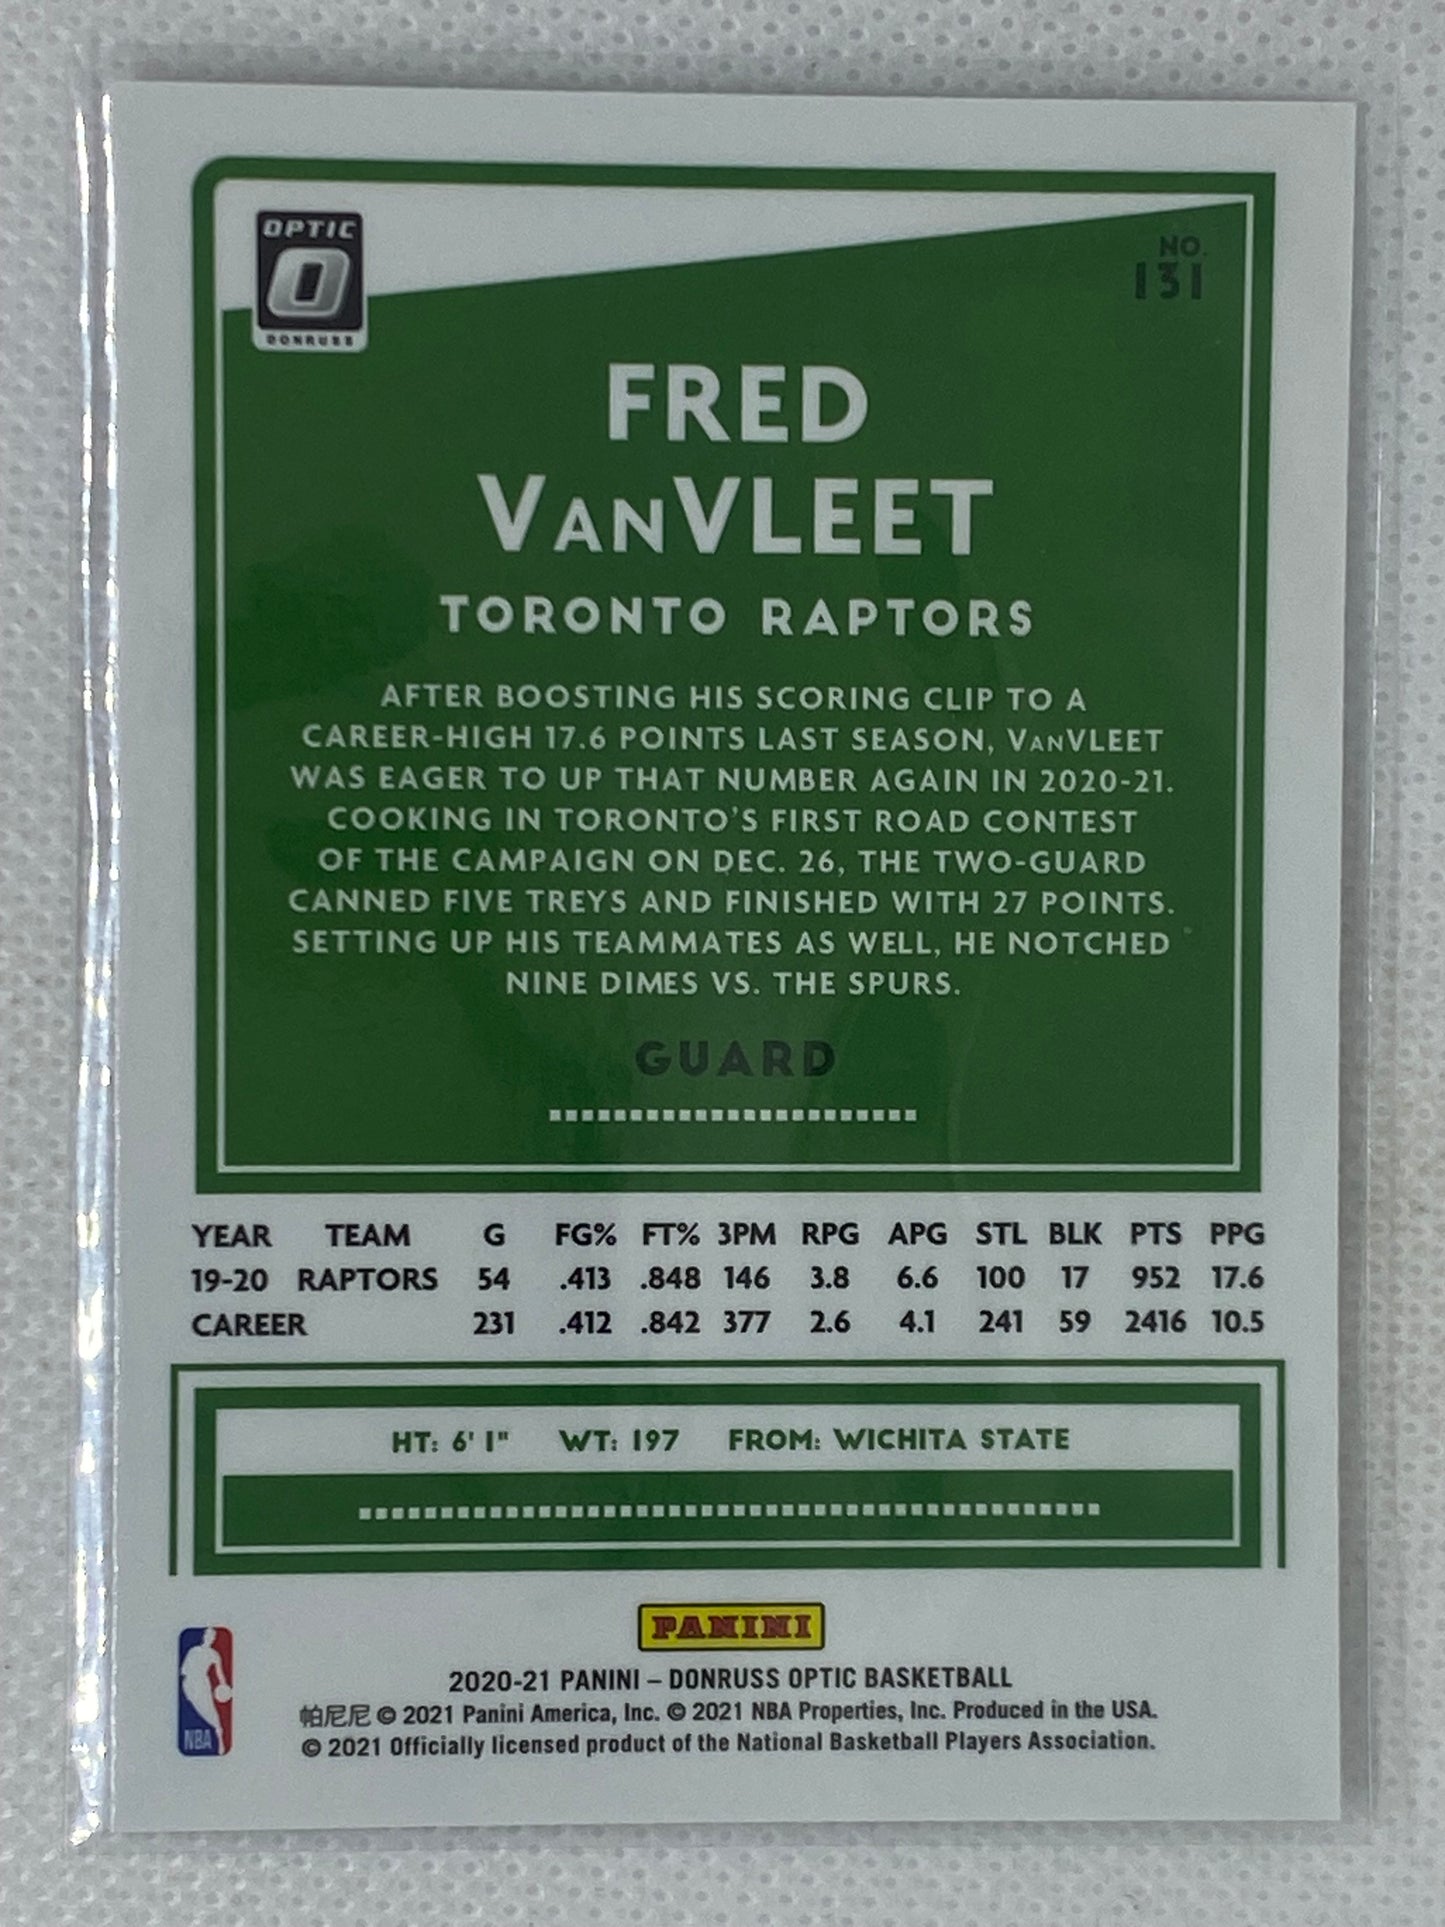 OPTIC
DONRUSS
NO.
131
FRED
VANVLEET
TORONTO RAPTORS
AFTER BOOSTING HIS SCORING CLIP TO A
CAREER-HIGH 17.6 POINTS LAST SEASON, VANVLEET
WAS EAGER TO UP THAT NUMBER AGAIN IN 2020-21.
COOKING IN TORONTO'S FIRST ROAD CONTEST
OF THE CAMPAIGN ON DEC. 26, THE TWO-GUARD
CANNED FIVE TREYS AND FINISHED WITH 27 POINTS.
SETTING UP HIS TEAMMATES AS WELL, HE NOTCHED
NINE DIMES VS. THE SPURS.
GUARD
YEAR TEAM G FG% FT% 3PM RPG APG STL BLK PTS PPG
19-20 RAPTORS 54 .413 .848 146 3.8 6.6 100 17 952 17.6
CAREER 231 .412 .842 377 2.6 4.1 241 59 2416 10.5
HT: 6' 1" WT: 197 FROM: WICHITA STATE
PANINI
NBA
2020-21 PANINI – DONRUSS OPTIC BASKETBALL
帕尼尼 © 2021 Panini America, Inc. © 2021 NBA Properties, Inc. Produced in the USA.
© 2021 Officially licensed product of the National Basketball Players Association.